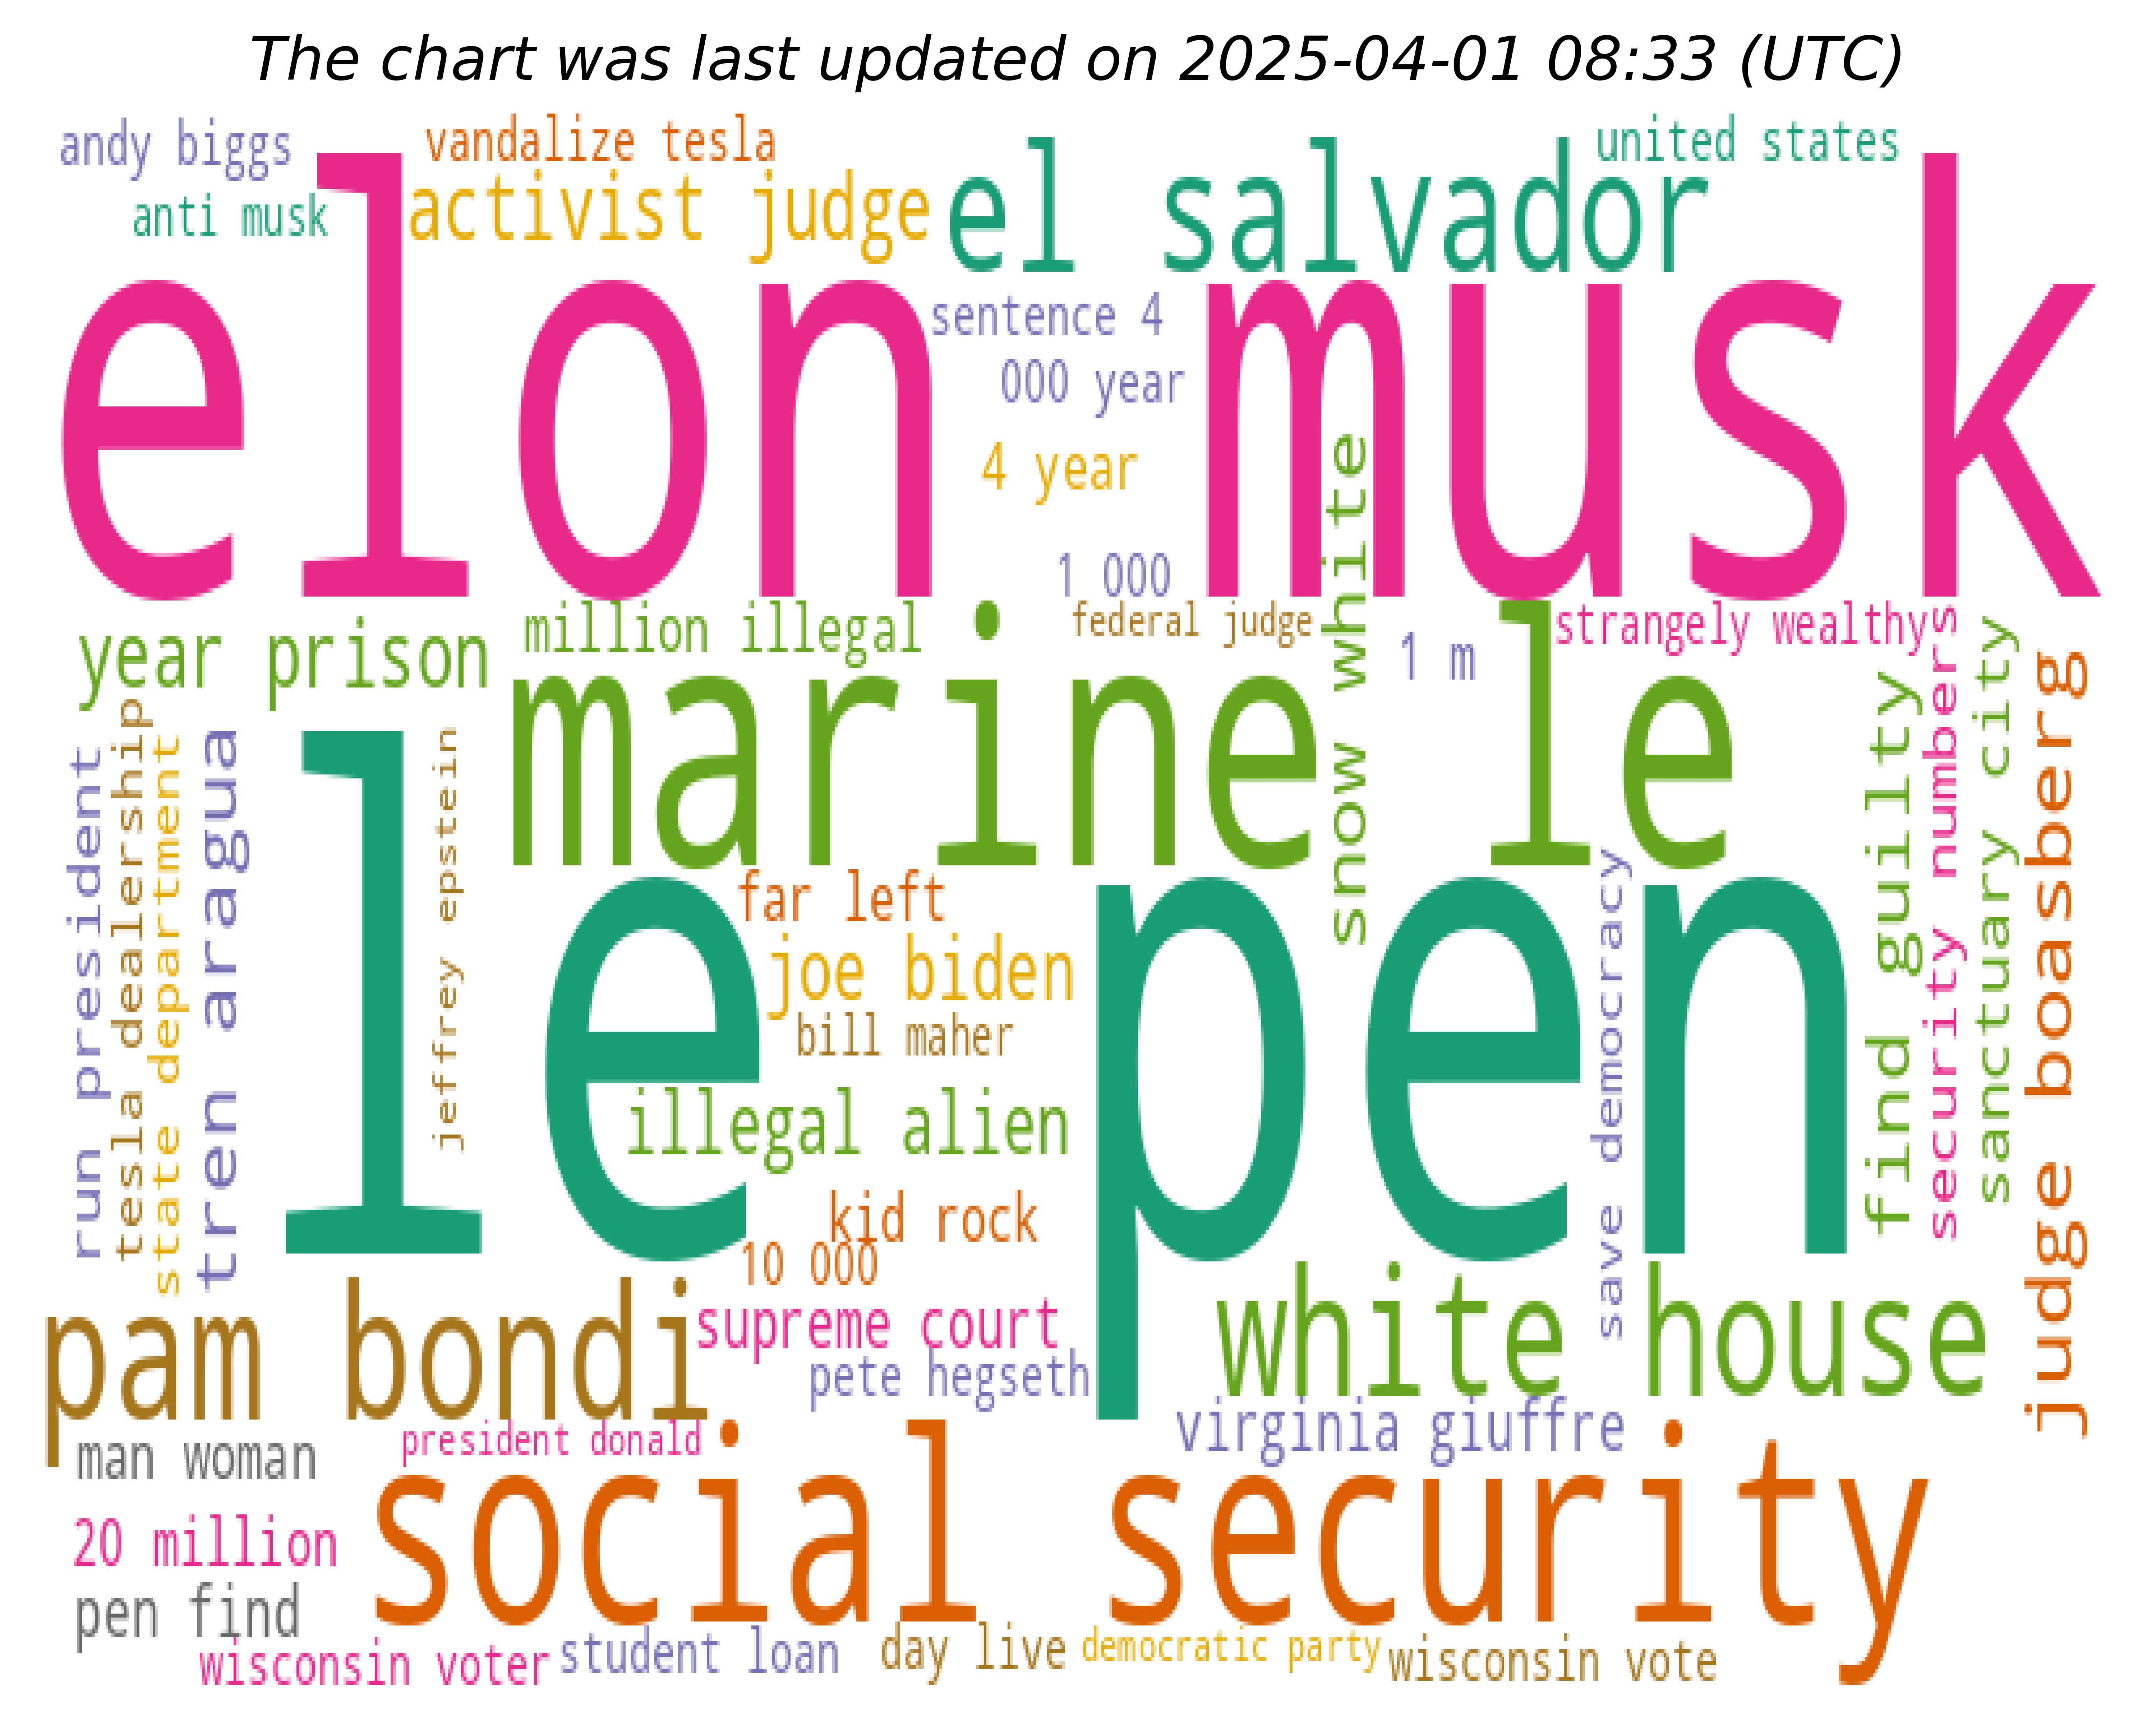 The chart was last updated on 2025-04-01 08:33 (UTC)
andy biggs
vandalize tesla
united states
anti musk
activist judge
el salvador
elon musk
sentence 4
000 year
4 year
1 000
snow white
year prison
million illegal
federal judge
1 m
strangely wealthy
marine le
run president
tesla dealership
state department
tren aragua
jeffrey epstein
le pen
far left
joe biden
bill maher
illegal alien
kid rock
10 000
save democracy
find guilty
security numbers
sanctuary city
judge boasberg
pam bondi
supreme court
pete hegseth
white house
virginia giuffre
man woman
president donald
social security
20 million
pen find
wisconsin voter
student loan
day live
democratic party
wisconsin vote